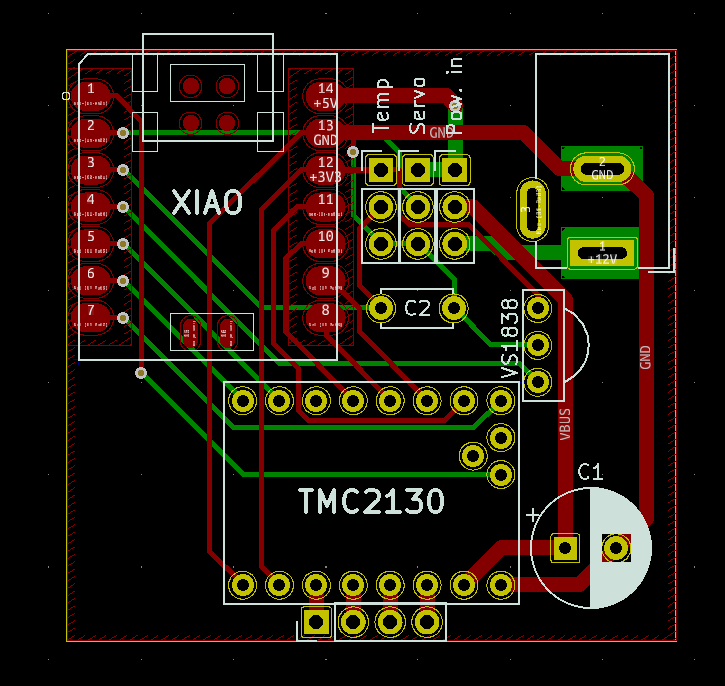 Temp
Servo
Pow. in
1
2
3
4
5
6
7
XIAO
14
+5V
13
GND
12
+3V3
11
10
9
8
GND
2
GND
3
1
+12V
C2
VS1838
VBUS
GND
TMC2130
C1
+